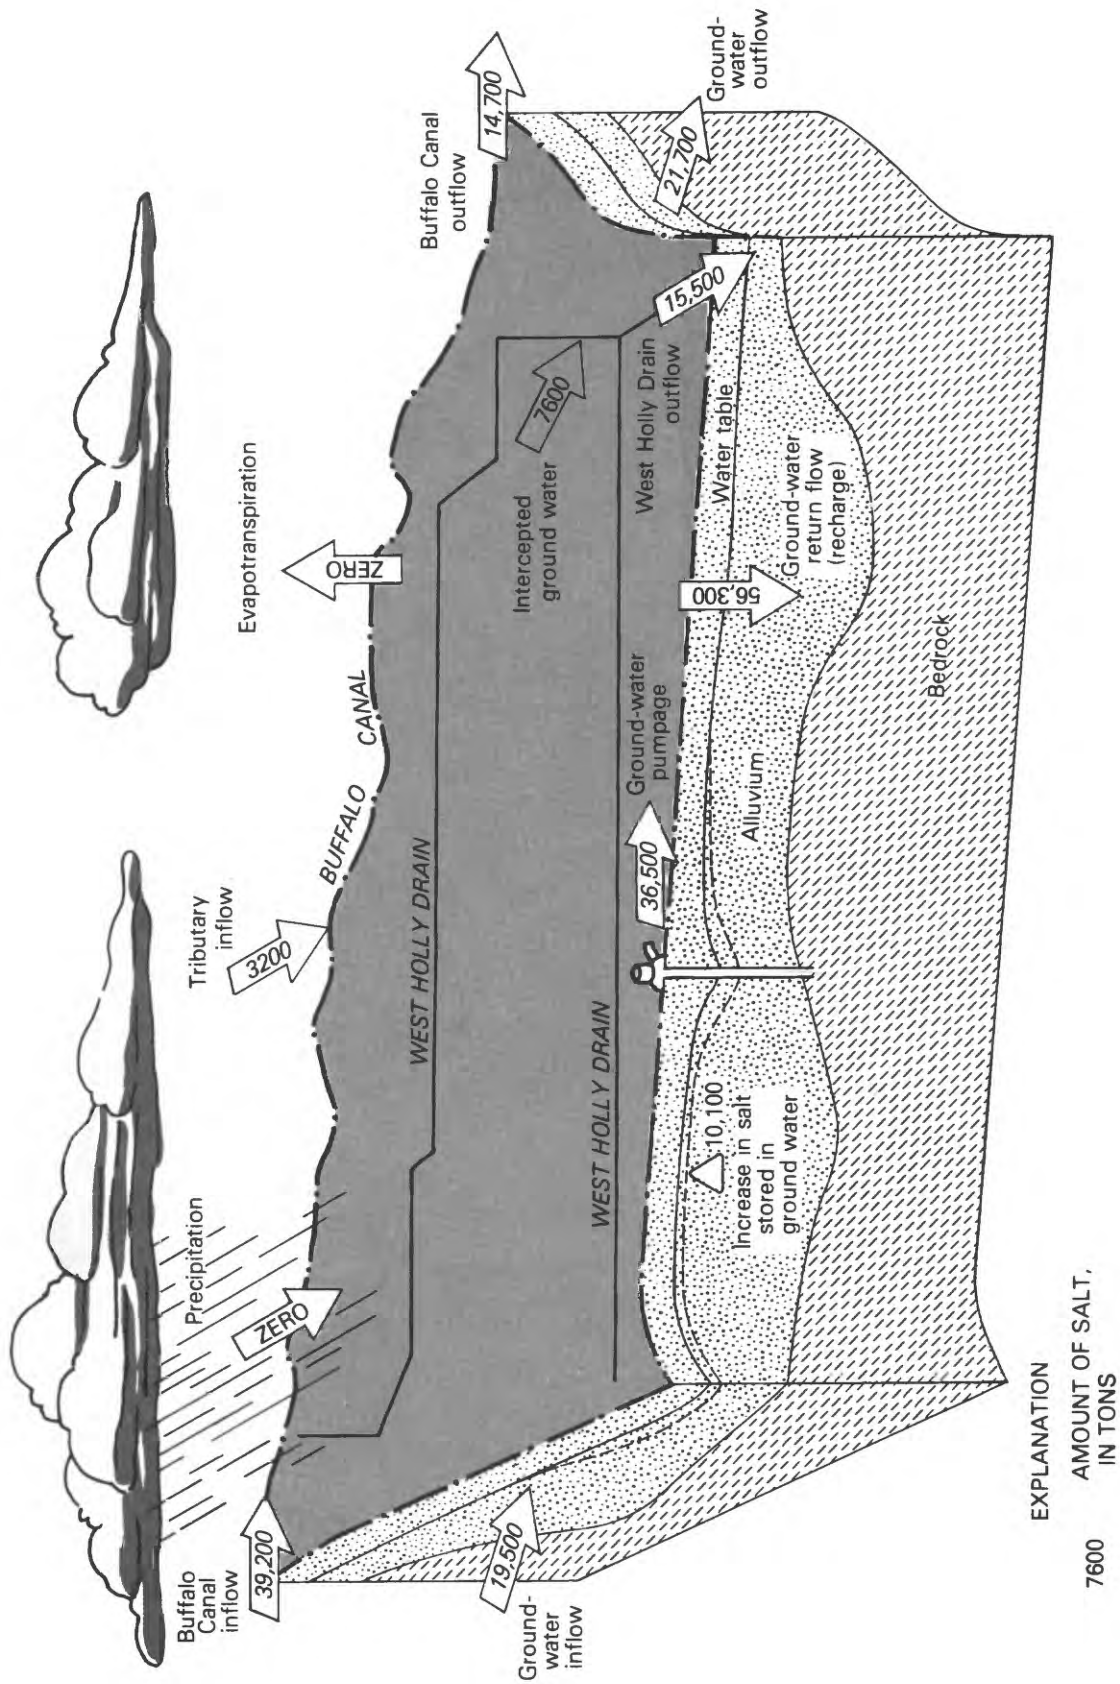 Precipitation
ZERO
Tributary
inflow
3200
Evapotranspiration
ZERO
Buffalo
Canal
inflow
39,200
BUFFALO CANAL
Buffalo Canal
outflow
14,700
WEST HOLLY DRAIN
Intercepted
ground water
7600
Ground-
water
inflow
19,500
WEST HOLLY DRAIN
36,500
Ground-water
pumpage
West Holly Drain
outflow
15,500
Ground-
water
outflow
21,700
10,100
Increase in salt
stored in
ground water
Alluvium
Water table
56,300
Ground-water
return flow
(recharge)
Bedrock
EXPLANATION
7600 AMOUNT OF SALT,
IN TONS